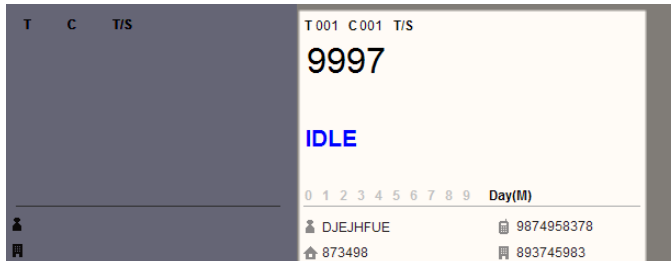 T C T/S
T 001 C 001 T/S
9997
IDLE
0 1 2 3 4 5 6 7 8 9 Day(M)
DJEJHFUE 9874958378
873498 893745983